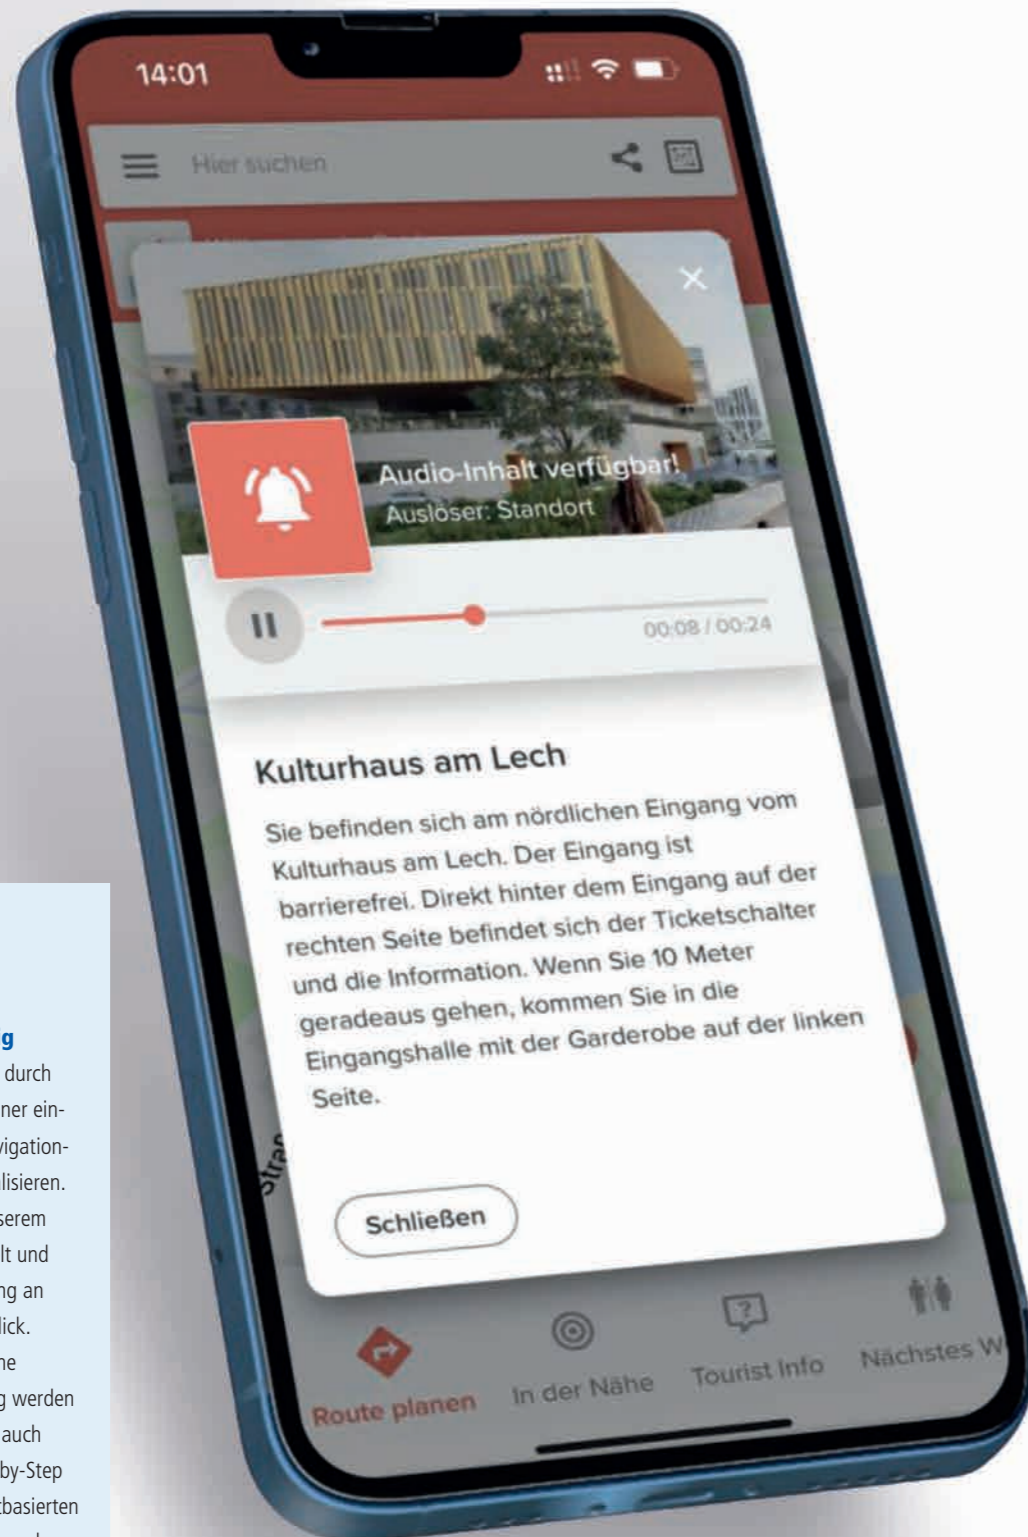 14:01
Hier suchen
Audio-Inhalt verfügbar!
Auslöser: Standort
00:08 / 00:24
Kulturhaus am Lech
Sie befinden sich am nördlichen Eingang vom
Kulturhaus am Lech. Der Eingang ist
barrierefrei. Direkt hinter dem Eingang auf der
rechten Seite befindet sich der Ticketschalter
und die Information. Wenn Sie 10 Meter
geradeaus gehen, kommen Sie in die
Eingangshalle mit der Garderobe auf der linken
Seite.
Schließen
Route planen
In der Nähe
Tourist Info
Nächstes W
Straß
g
durch
ner ein-
vigation-
lisieren.
serem
lt und
ng an
lick.
ne
g werden
auch
by-Step
tbasierten